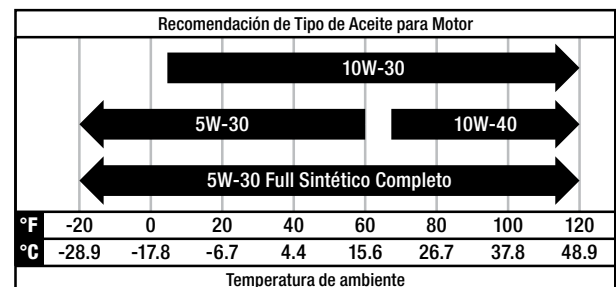 Recomendación de Tipo de Aceite para Motor
10W-30
5W-30 10W-40
5W-30 Full Sintético Completo
°F -20 0 20 40 60 80 100 120
°C -28.9 -17.8 -6.7 4.4 15.6 26.7 37.8 48.9
Temperatura de ambiente